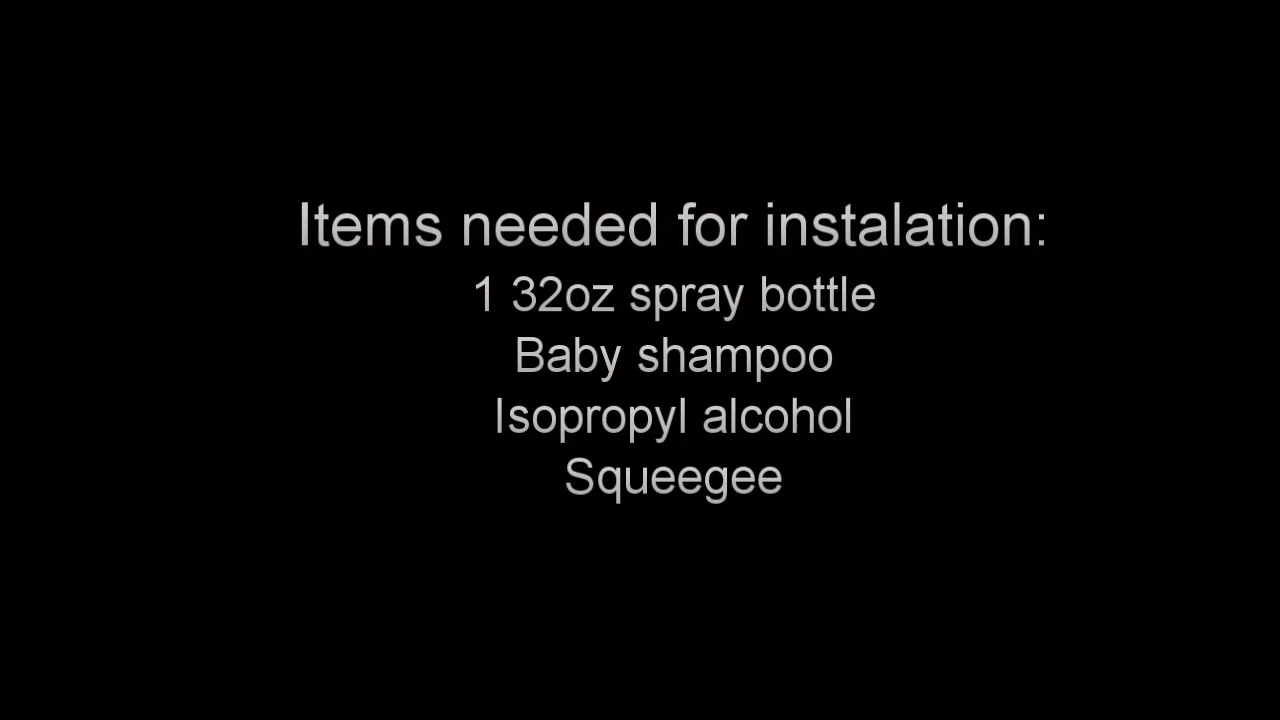 Items needed for instalation:
1 32oz spray bottle
Baby shampoo
Isopropyl alcohol
Squeegee